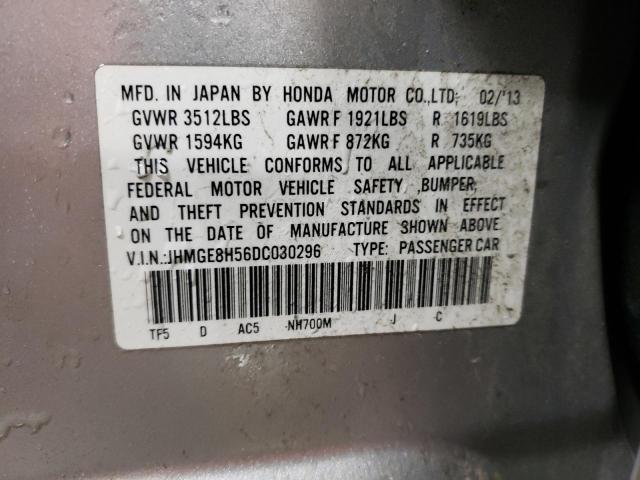 MFD. IN JAPAN BY HONDA MOTOR CO.,LTD. 02/'13
GVWR 3512LBS GAWR F 1921LBS R 1619LBS
GVWR 1594KG GAWR F 872KG R 735KG
THIS VEHICLE CONFORMS TO ALL APPLICABLE
FEDERAL MOTOR VEHICLE SAFETY ,BUMPER,
AND THEFT PREVENTION STANDARDS IN EFFECT
ON THE DATE OF MANUFACTURE SHOWN ABOVE.
V.I.N.:JHMGE8H56DC030296 TYPE: PASSENGER CAR
TF5 D AC5 NH700M J C